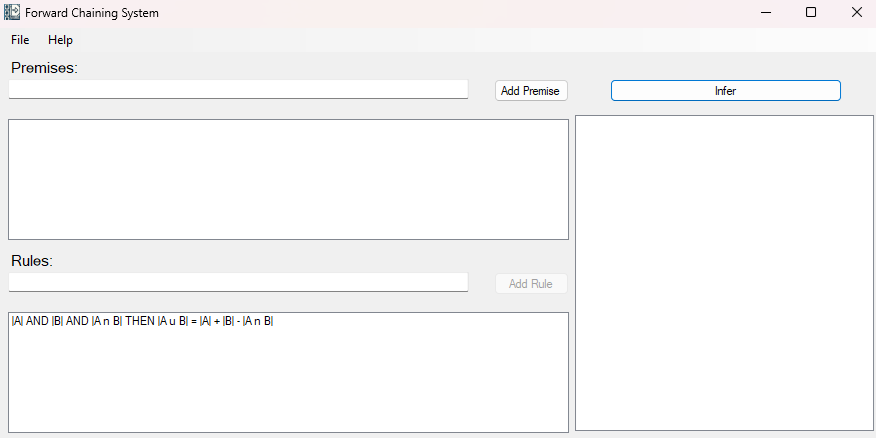 Forward Chaining System
File Help
Premises:
Add Premise
Infer
Rules:
Add Rule
|A| AND |B| AND |A n B| THEN |A u B| = |A| + |B| - |A n B|